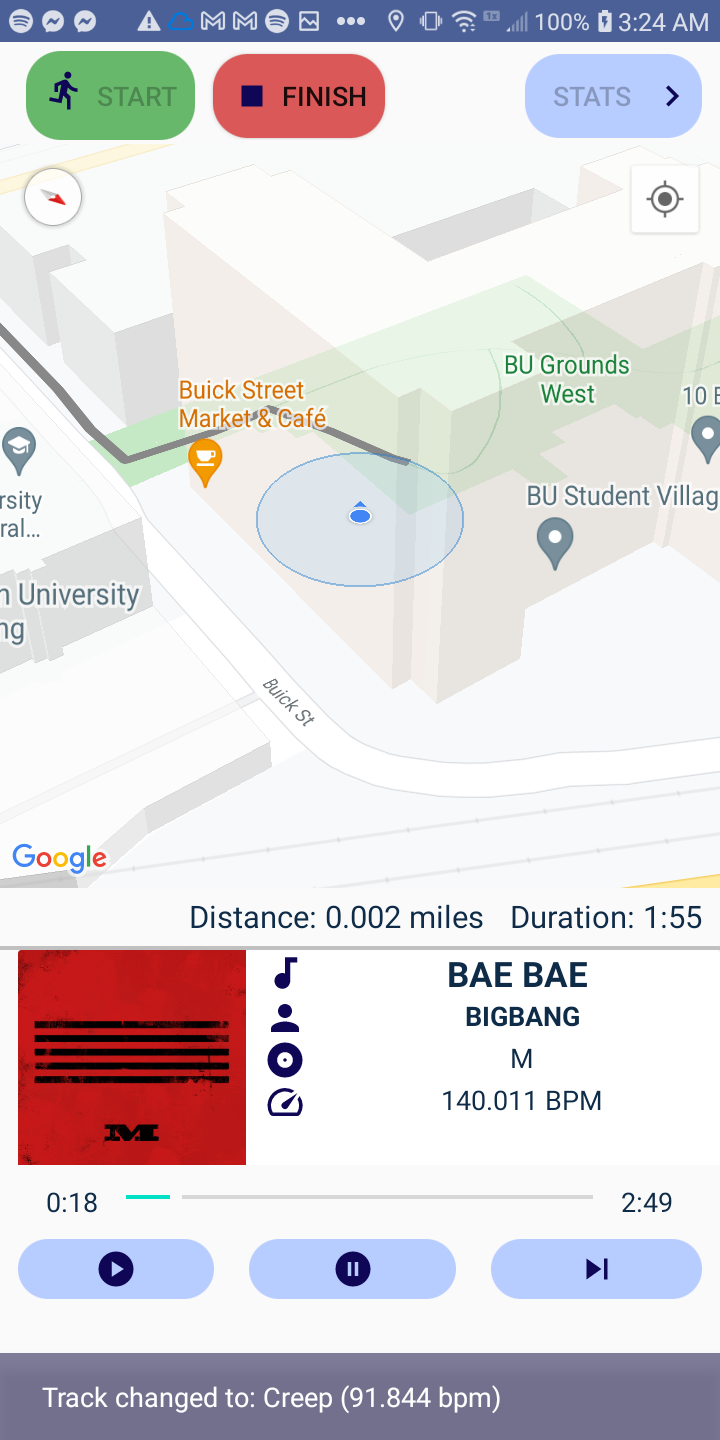 1x 100% 3:24 AM
START FINISH STATS
BU Grounds
West
Buick Street
Market & Café
10 B
BU Student Villag
rsity
ral...
n University
ng
Buick St
Google
Distance: 0.002 miles Duration: 1:55
BAE BAE
BIGBANG
M
140.011 BPM
M
0:18 2:49
Track changed to: Creep (91.844 bpm)